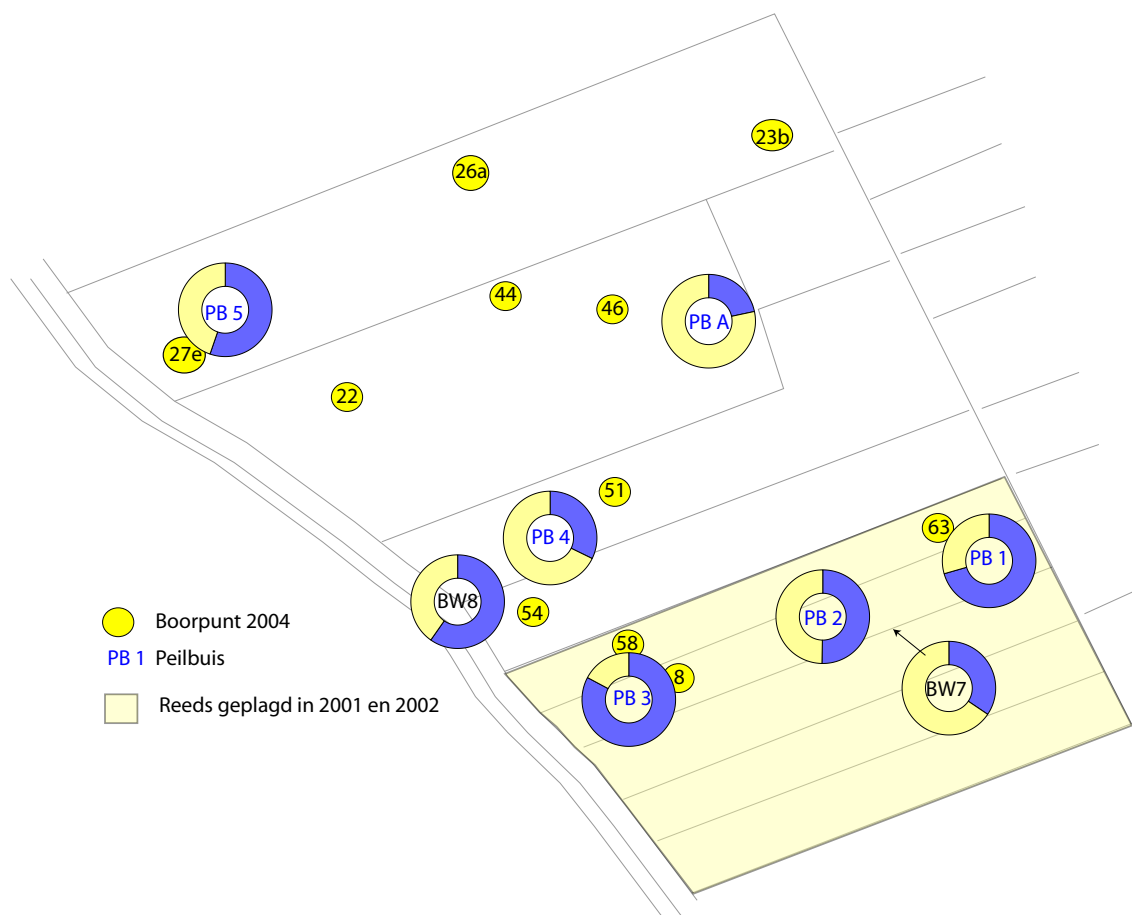 23b
26a
44
46
PB 5
PB A
27e
22
51
63
PB 4
PB 1
BW8
54
PB 2
58
8
PB 3
BW7
Boorpunt 2004
PB 1 Peilbuis
Reeds geplagd in 2001 en 2002